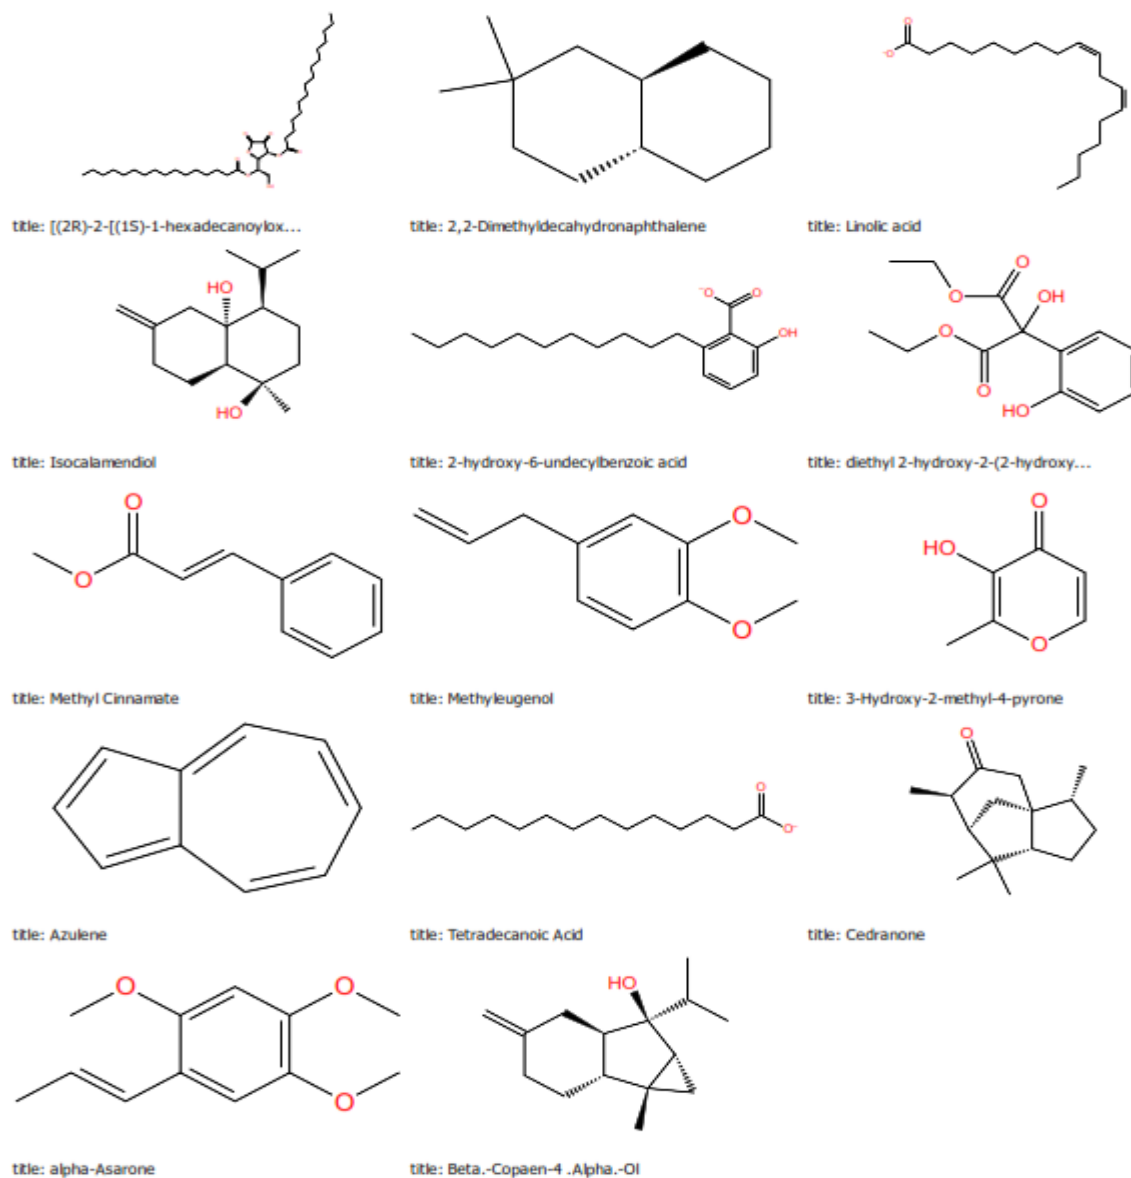 title: [(2R)-2-[(1S)-1-hexadecanoylox...
title: 2,2-Dimethyldecahydronaphthalene
O
⁻O
title: Linolic acid
HO
HO
title: Isocalamendiol
⁻O
O
OH
title: 2-hydroxy-6-undecylbenzoic acid
O
O
OH
O
O
HO
title: diethyl 2-hydroxy-2-(2-hydroxy...
O
O
title: Methyl Cinnamate
O
O
title: Methyleugenol
O
HO
O
title: 3-Hydroxy-2-methyl-4-pyrone
title: Azulene
O
O⁻
title: Tetradecanoic Acid
O
title: Cedranone
O
O
O
title: alpha-Asarone
HO
title: Beta.-Copaen-4 .Alpha.-Ol